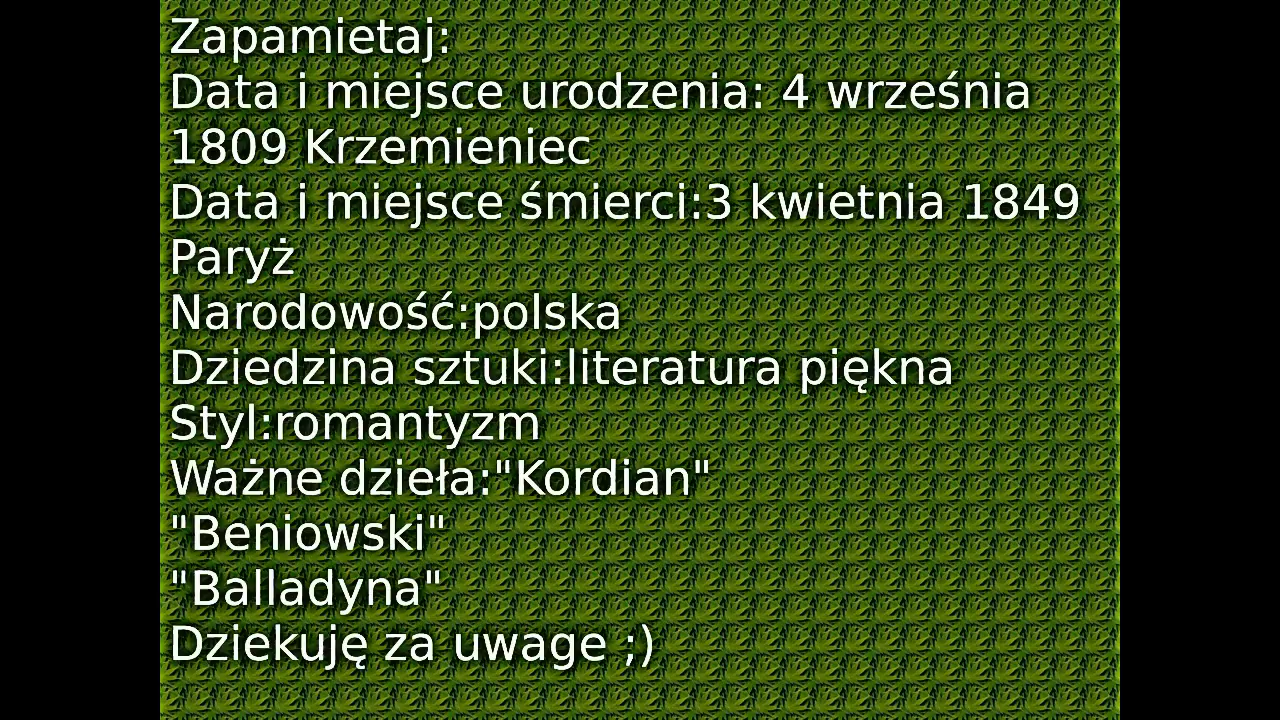 Zapamietaj:
Data i miejsce urodzenia: 4 września
1809 Krzemieniec
Data i miejsce śmierci:3 kwietnia 1849
Paryż
Narodowość:polska
Dziedzina sztuki:literatura piękna
Styl:romantyzm
Ważne dzieła:"Kordian"
"Beniowski"
"Balladyna"
Dziekuję za uwage ;)